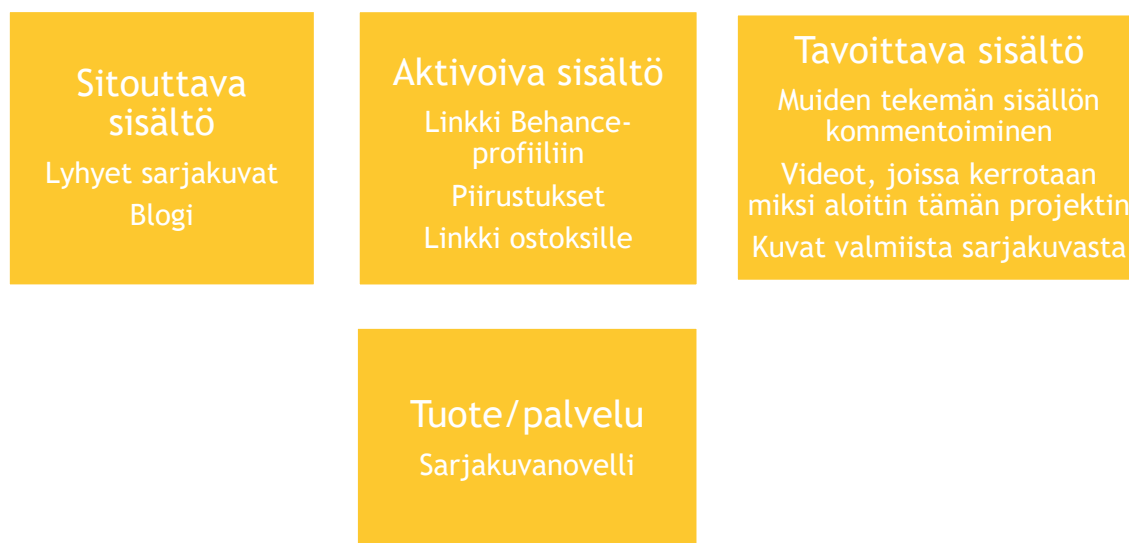 Sitouttava
sisältö
Lyhyet sarjakuvat
Blogi
Aktivoiva sisältö
Linkki Behance-
profiiliin
Piirustukset
Linkki ostoksille
Tavoittava sisältö
Muiden tekemän sisällön
kommentoiminen
Videot, joissa kerrotaan
miksi aloitin tämän projektin
Kuvat valmiista sarjakuvasta
Tuote/palvelu
Sarjakuvanovelli